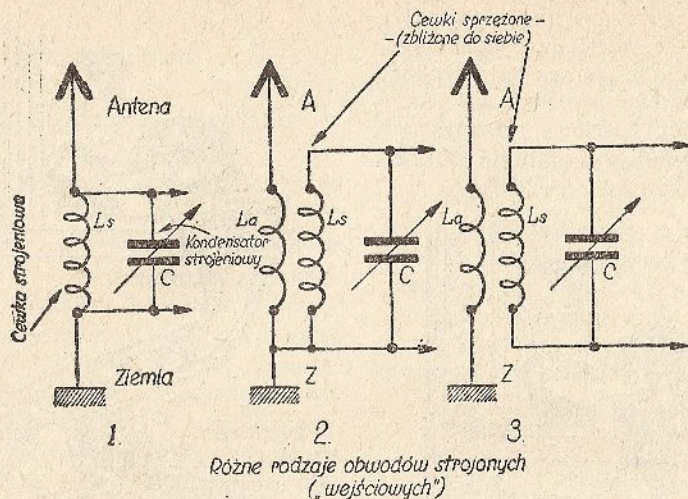 Cewki sprzężone –
– (zbliżone do siebie)
Antena
A
A
Cewka strojeniowa
Ls
Kondensator
strojeniowy
C
La
Ls
C
La
Ls
C
Ziemia
Z
Z
1.
2.
3.
Różne rodzaje obwodów strojonych
(„wejściowych")